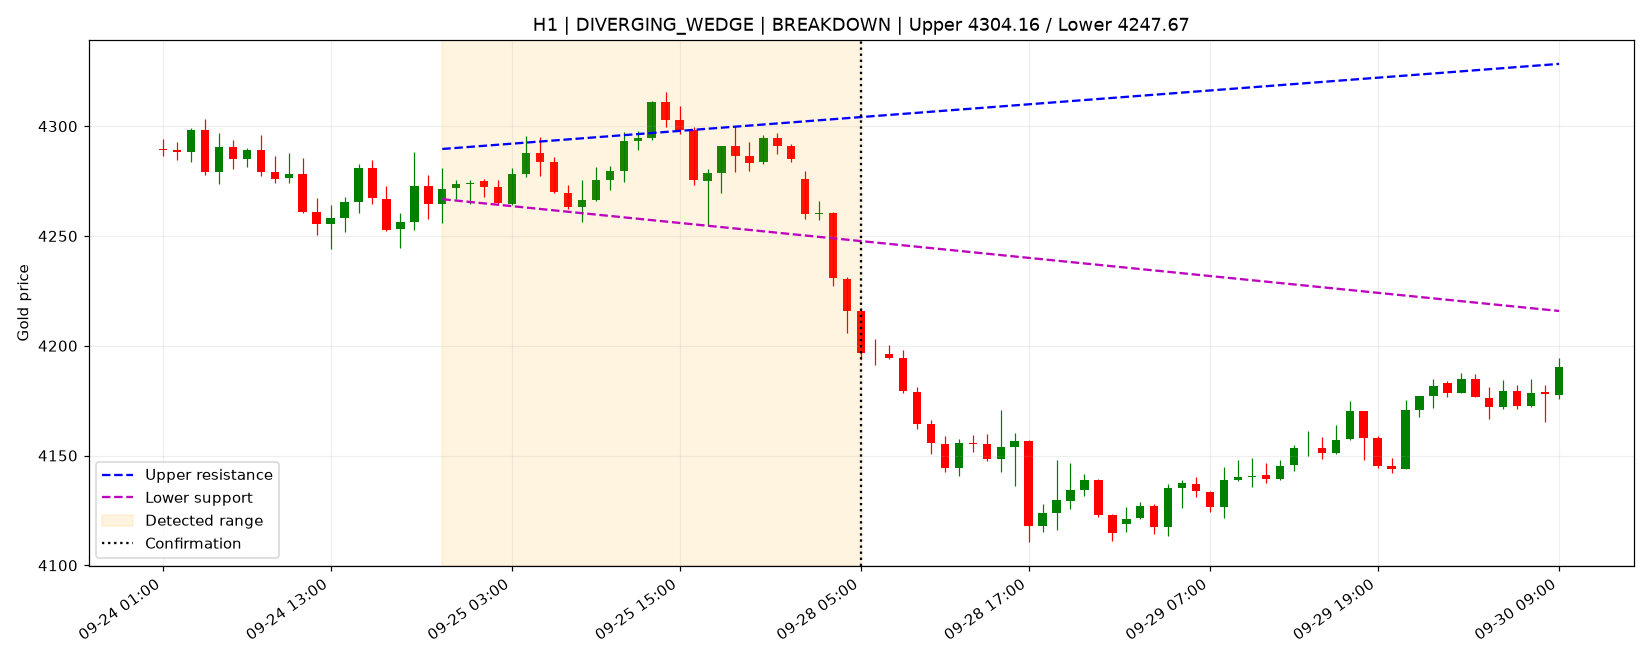 H1 | DIVERGING_WEDGE | BREAKDOWN | Upper 4304.16 / Lower 4247.67
Gold price
4300
4250
4200
4150
4100
Upper resistance
Lower support
Detected range
Confirmation
09-24 01:00
09-24 13:00
09-25 03:00
09-25 15:00
09-28 05:00
09-28 17:00
09-29 07:00
09-29 19:00
09-30 09:00